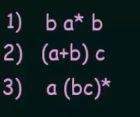 1) b a* b
2) (a+b) c
3) a (bc)*